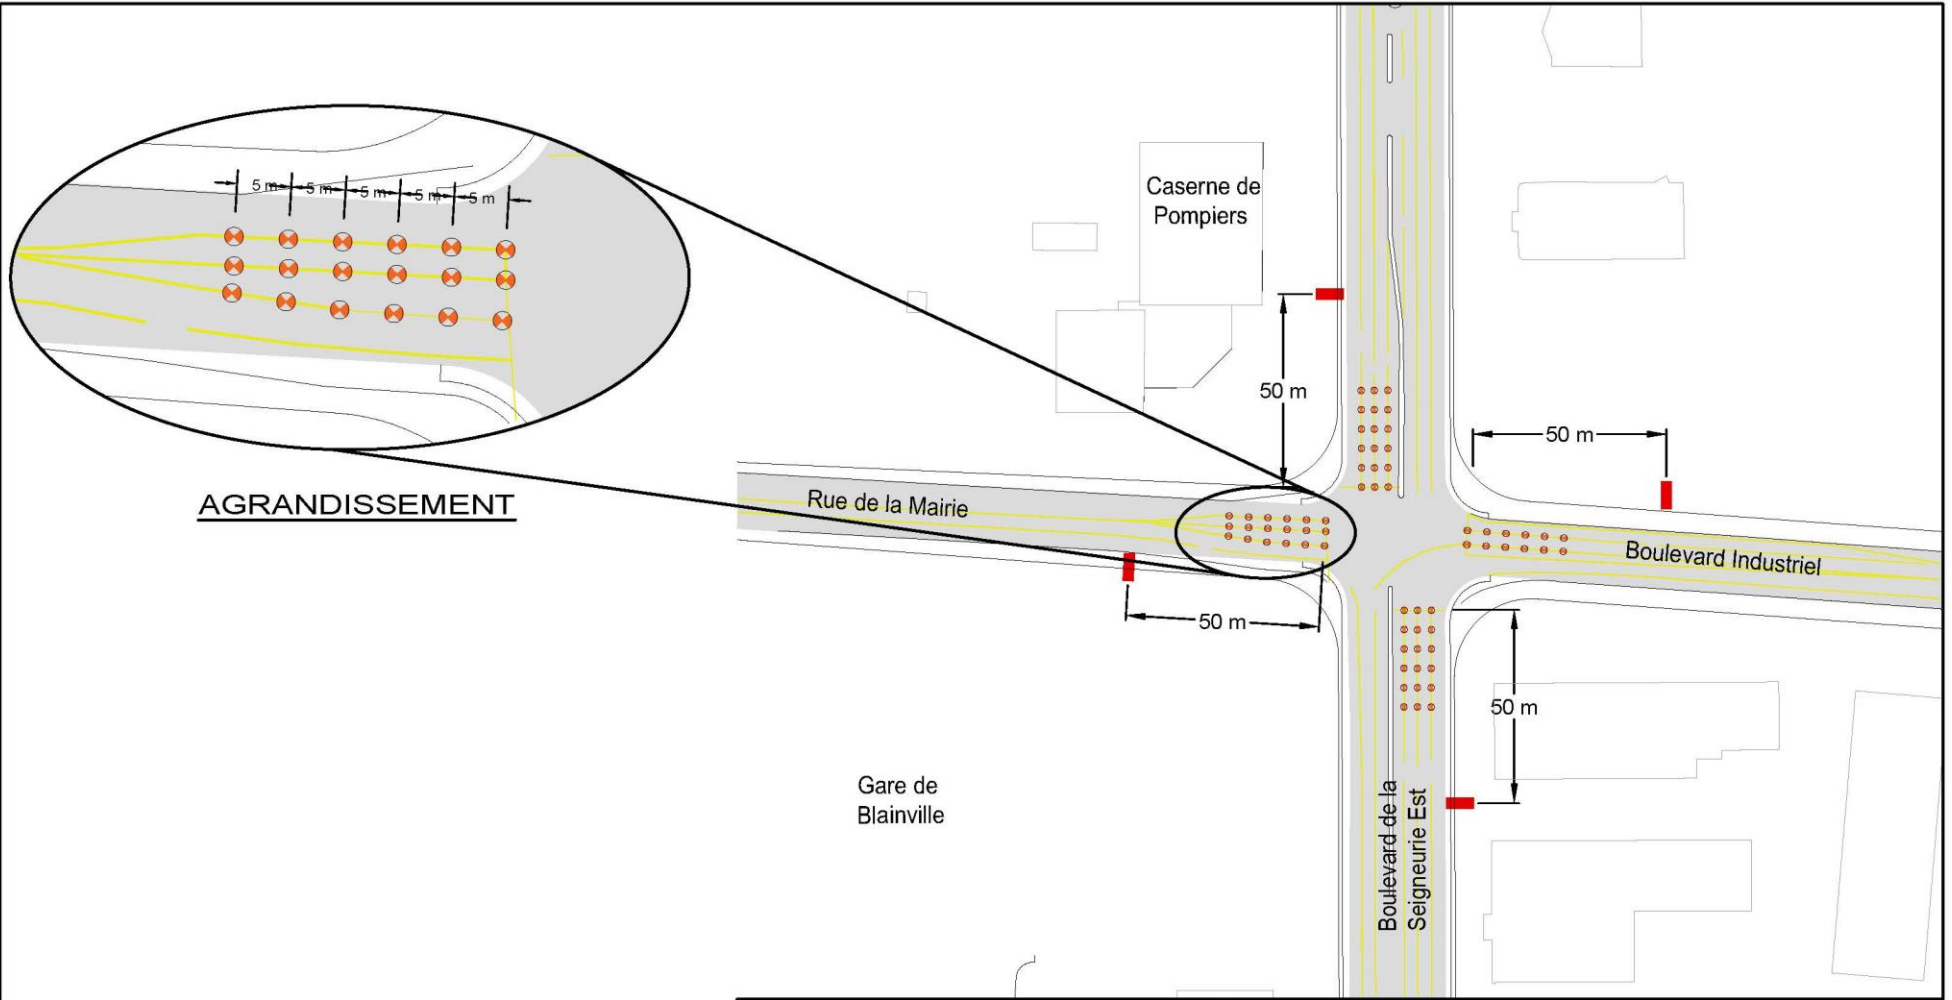 5 m
5 m
5 m
5 m
5 m
AGRANDISSEMENT
Caserne de
Pompiers
50 m
50 m
Rue de la Mairie
Boulevard Industriel
50 m
50 m
Gare de
Blainville
Boulevard de la
Seigneurie Est